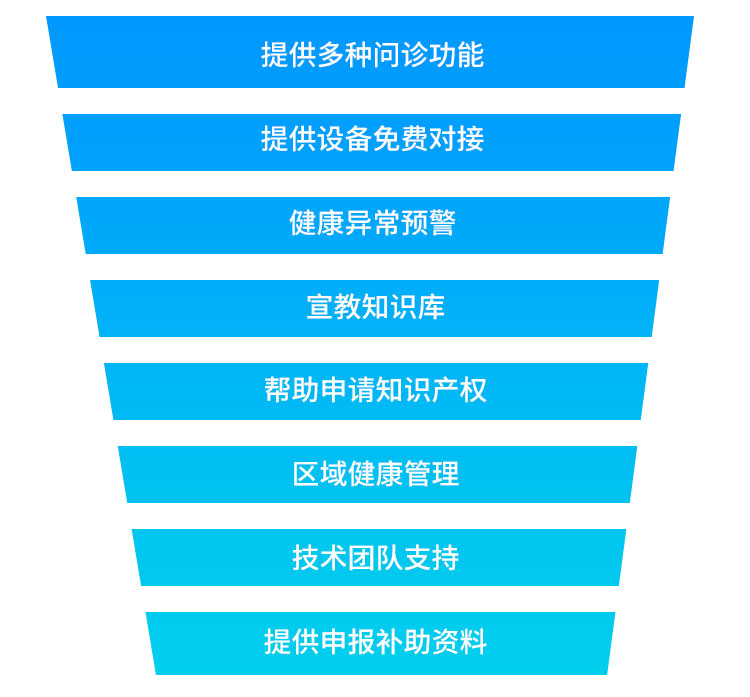 提供多种问诊功能
提供设备免费对接
健康异常预警
宣教知识库
帮助申请知识产权
区域健康管理
技术团队支持
提供申报补助资料